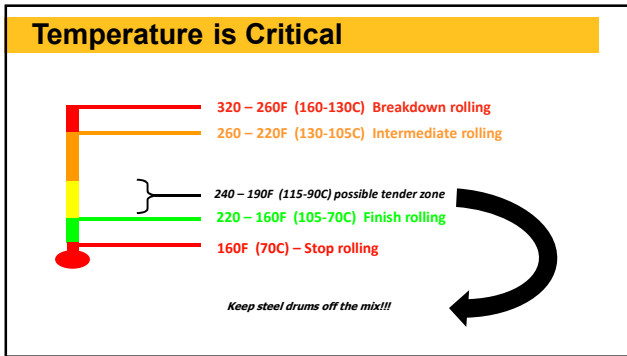 Temperature is Critical
320 – 260F (160-130C) Breakdown rolling
260 – 220F (130-105C) Intermediate rolling
240 – 190F (115-90C) possible tender zone
220 – 160F (105-70C) Finish rolling
160F (70C) – Stop rolling
Keep steel drums off the mix!!!